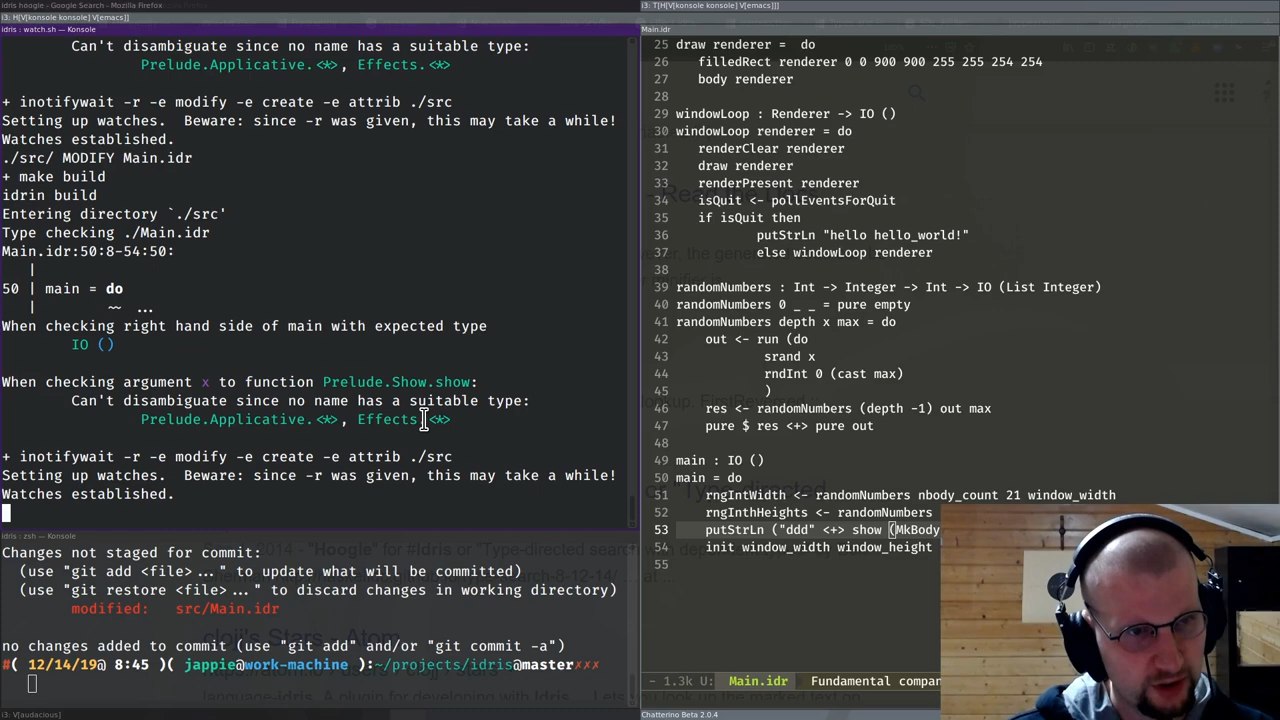 idris hoogle - Google Search - Mozilla Firefox
i3: H[V[konsole konsole] V[emacs]]
idris : watch.sh — Konsole
Can't disambiguate since no name has a suitable type:
Prelude.Applicative.<*>, Effects.<*>
+ inotifywait -r -e modify -e create -e attrib ./src
Setting up watches.  Beware: since -r was given, this may take a while!
Watches established.
./src/ MODIFY Main.idr
+ make build
idrin build
Entering directory `./src'
Type checking ./Main.idr
Main.idr:50:8-54:50:
|
50 | main = do
| ~~ ...
When checking right hand side of main with expected type
IO ()
When checking argument x to function Prelude.Show.show:
Can't disambiguate since no name has a suitable type:
Prelude.Applicative.<*>, Effects.<*>
+ inotifywait -r -e modify -e create -e attrib ./src
Setting up watches.  Beware: since -r was given, this may take a while!
Watches established.
idris : zsh — Konsole
Changes not staged for commit:
(use "git add <file>..." to update what will be committed)
(use "git restore <file>..." to discard changes in working directory)
modified:   src/Main.idr
no changes added to commit (use "git add" and/or "git commit -a")
#( 12/14/19@ 8:45 )( jappie@work-machine ):~/projects/idris@master✗✗✗
i3: V[audacious]
i3: T[H[V[konsole konsole] V[emacs]]]
Main.idr
25 draw renderer =  do
26 filledRect renderer 0 0 900 900 255 255 254 254
27 body renderer
28
29 windowLoop : Renderer -> IO ()
30 windowLoop renderer = do
31 renderClear renderer
32 draw renderer
33 renderPresent renderer
34 isQuit <- pollEventsForQuit
35 if isQuit then
36 putStrLn "hello hello_world!"
37 else windowLoop renderer
38
39 randomNumbers : Int -> Integer -> Int -> IO (List Integer)
40 randomNumbers 0 _ _ = pure empty
41 randomNumbers depth x max = do
42 out <- run (do
43 srand x
44 rndInt 0 (cast max)
45 )
46 res <- randomNumbers (depth -1) out max
47 pure $ res <+> pure out
48
49 main : IO ()
50 main = do
51 rngIntWidth <- randomNumbers nbody_count 21 window_width
52 rngInthHeights <- randomNumbers
53 putStrLn ("ddd" <+> show (MkBody
54 init window_width window_height
55
- 1.3k U: Main.idr Fundamental compan
Chatterino Beta 2.0.4